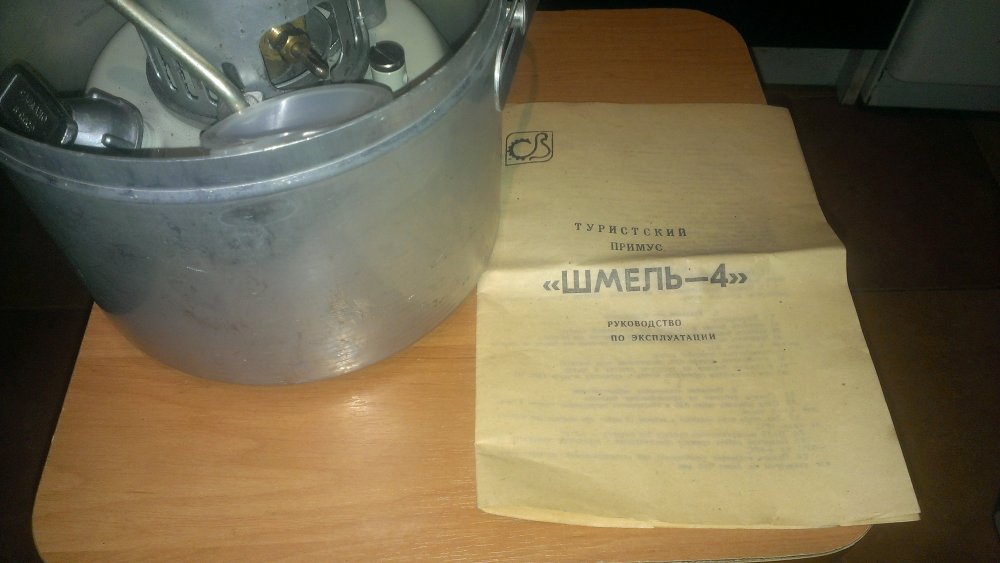 ТУРИСТСКИЙ
ПРИМУС
«ШМЕЛЬ—4»
РУКОВОДСТВО
ПО ЭКСПЛУАТАЦИИ